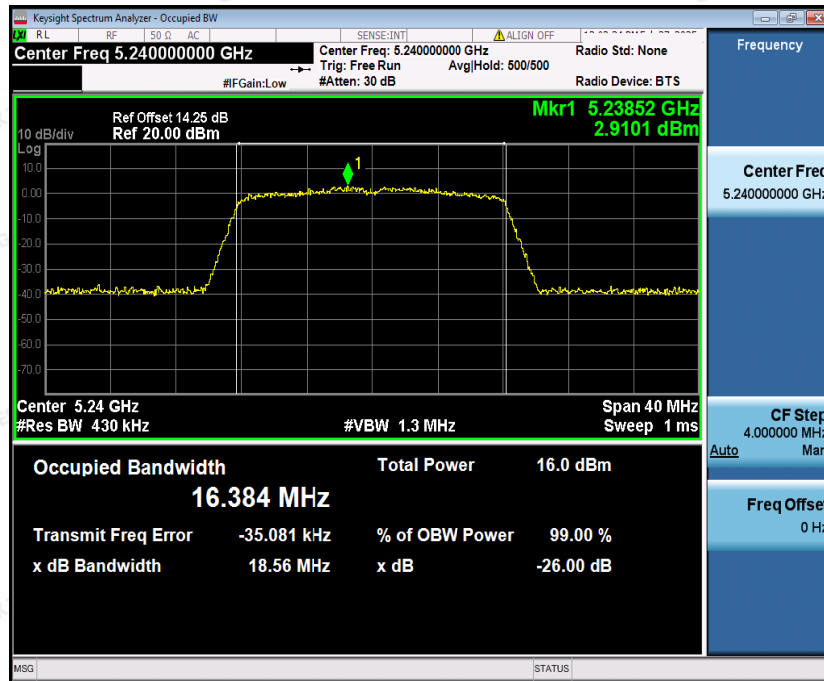 Keysight Spectrum Analyzer - Occupied BW
LXI RL RF 50 Ω AC SENSE:INT ALIGN OFF
Center Freq 5.240000000 GHz
Center Freq: 5.240000000 GHz Radio Std: None
Trig: Free Run Avg|Hold: 500/500
#IFGain:Low #Atten: 30 dB Radio Device: BTS
Frequency
Ref Offset 14.25 dB Mkr1 5.23852 GHz
10 dB/div Ref 20.00 dBm 2.9101 dBm
Log
1
10.0
0.00
-10.0
-20.0
-30.0
-40.0
-50.0
-60.0
-70.0
Center 5.24 GHz Span 40 MHz
#Res BW 430 kHz #VBW 1.3 MHz Sweep 1 ms
Occupied Bandwidth Total Power 16.0 dBm
16.384 MHz
Transmit Freq Error -35.081 kHz % of OBW Power 99.00 %
x dB Bandwidth 18.56 MHz x dB -26.00 dB
Center Freq
5.240000000 GHz
CF Step
4.000000 MHz
Auto Man
Freq Offset
0 Hz
MSG STATUS